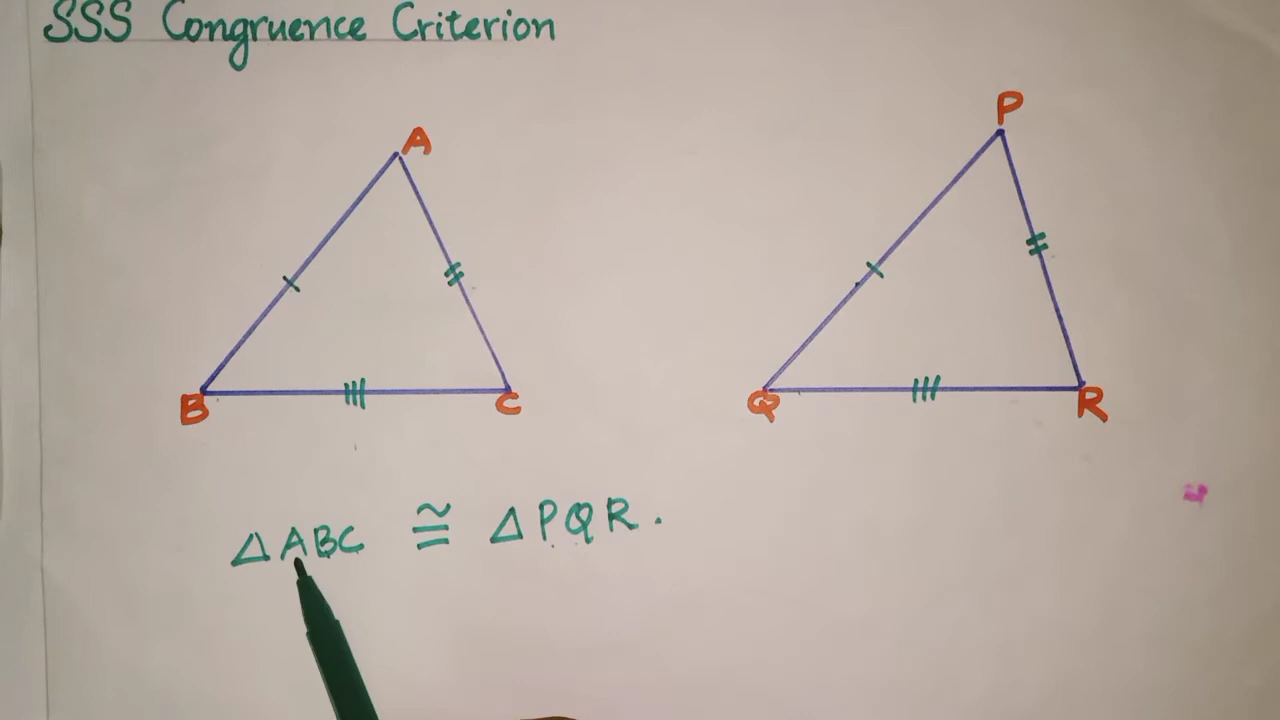 SSS Congruence Criterion
A
P
B
C
Q
R
△ABC ≅ △PQR.